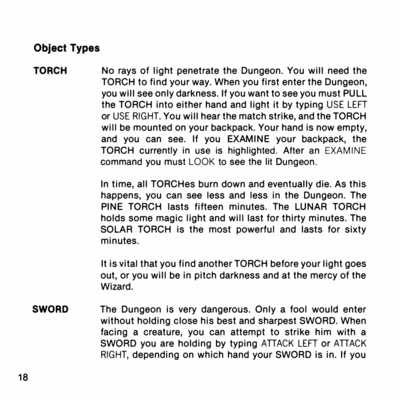 Object Types
TORCH No rays of light penetrate the Dungeon. You will need the
TORCH to find your way. When you first enter the Dungeon,
you will see only darkness. If you want to see you must PULL
the TORCH into either hand and light it by typing USE LEFT
or USE RIGHT. You will hear the match strike, and the TORCH
will be mounted on your backpack. Your hand is now empty,
and you can see. If you EXAMINE your backpack, the
TORCH currently in use is highlighted. After an EXAMINE
command you must LOOK to see the lit Dungeon.
In time, all TORCHes burn down and eventually die. As this
happens, you can see less and less in the Dungeon. The
PINE TORCH lasts fifteen minutes. The LUNAR TORCH
holds some magic light and will last for thirty minutes. The
SOLAR TORCH is the most powerful and lasts for sixty
minutes.
It is vital that you find another TORCH before your light goes
out, or you will be in pitch darkness and at the mercy of the
Wizard.
SWORD The Dungeon is very dangerous. Only a fool would enter
without holding close his best and sharpest SWORD. When
facing a creature, you can attempt to strike him with a
SWORD you are holding by typing ATTACK LEFT or ATTACK
RIGHT, depending on which hand your SWORD is in. If you
18